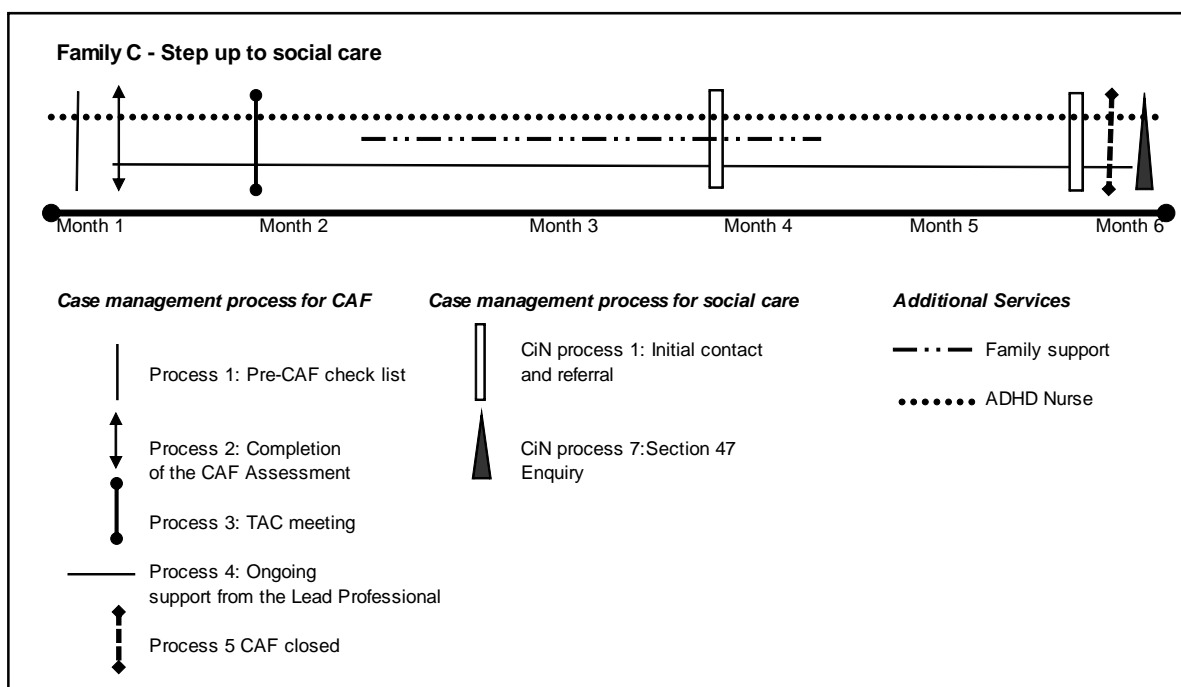 Family C - Step up to social care
Month 1
Month 2
Month 3
Month 4
Month 5
Month 6
Case management process for CAF
Process 1: Pre-CAF check list
Process 2: Completion
of the CAF Assessment
Process 3: TAC meeting
Process 4: Ongoing
support from the Lead Professional
Process 5 CAF closed
Case management process for social care
CiN process 1: Initial contact
and referral
CiN process 7:Section 47
Enquiry
Additional Services
Family support
ADHD Nurse